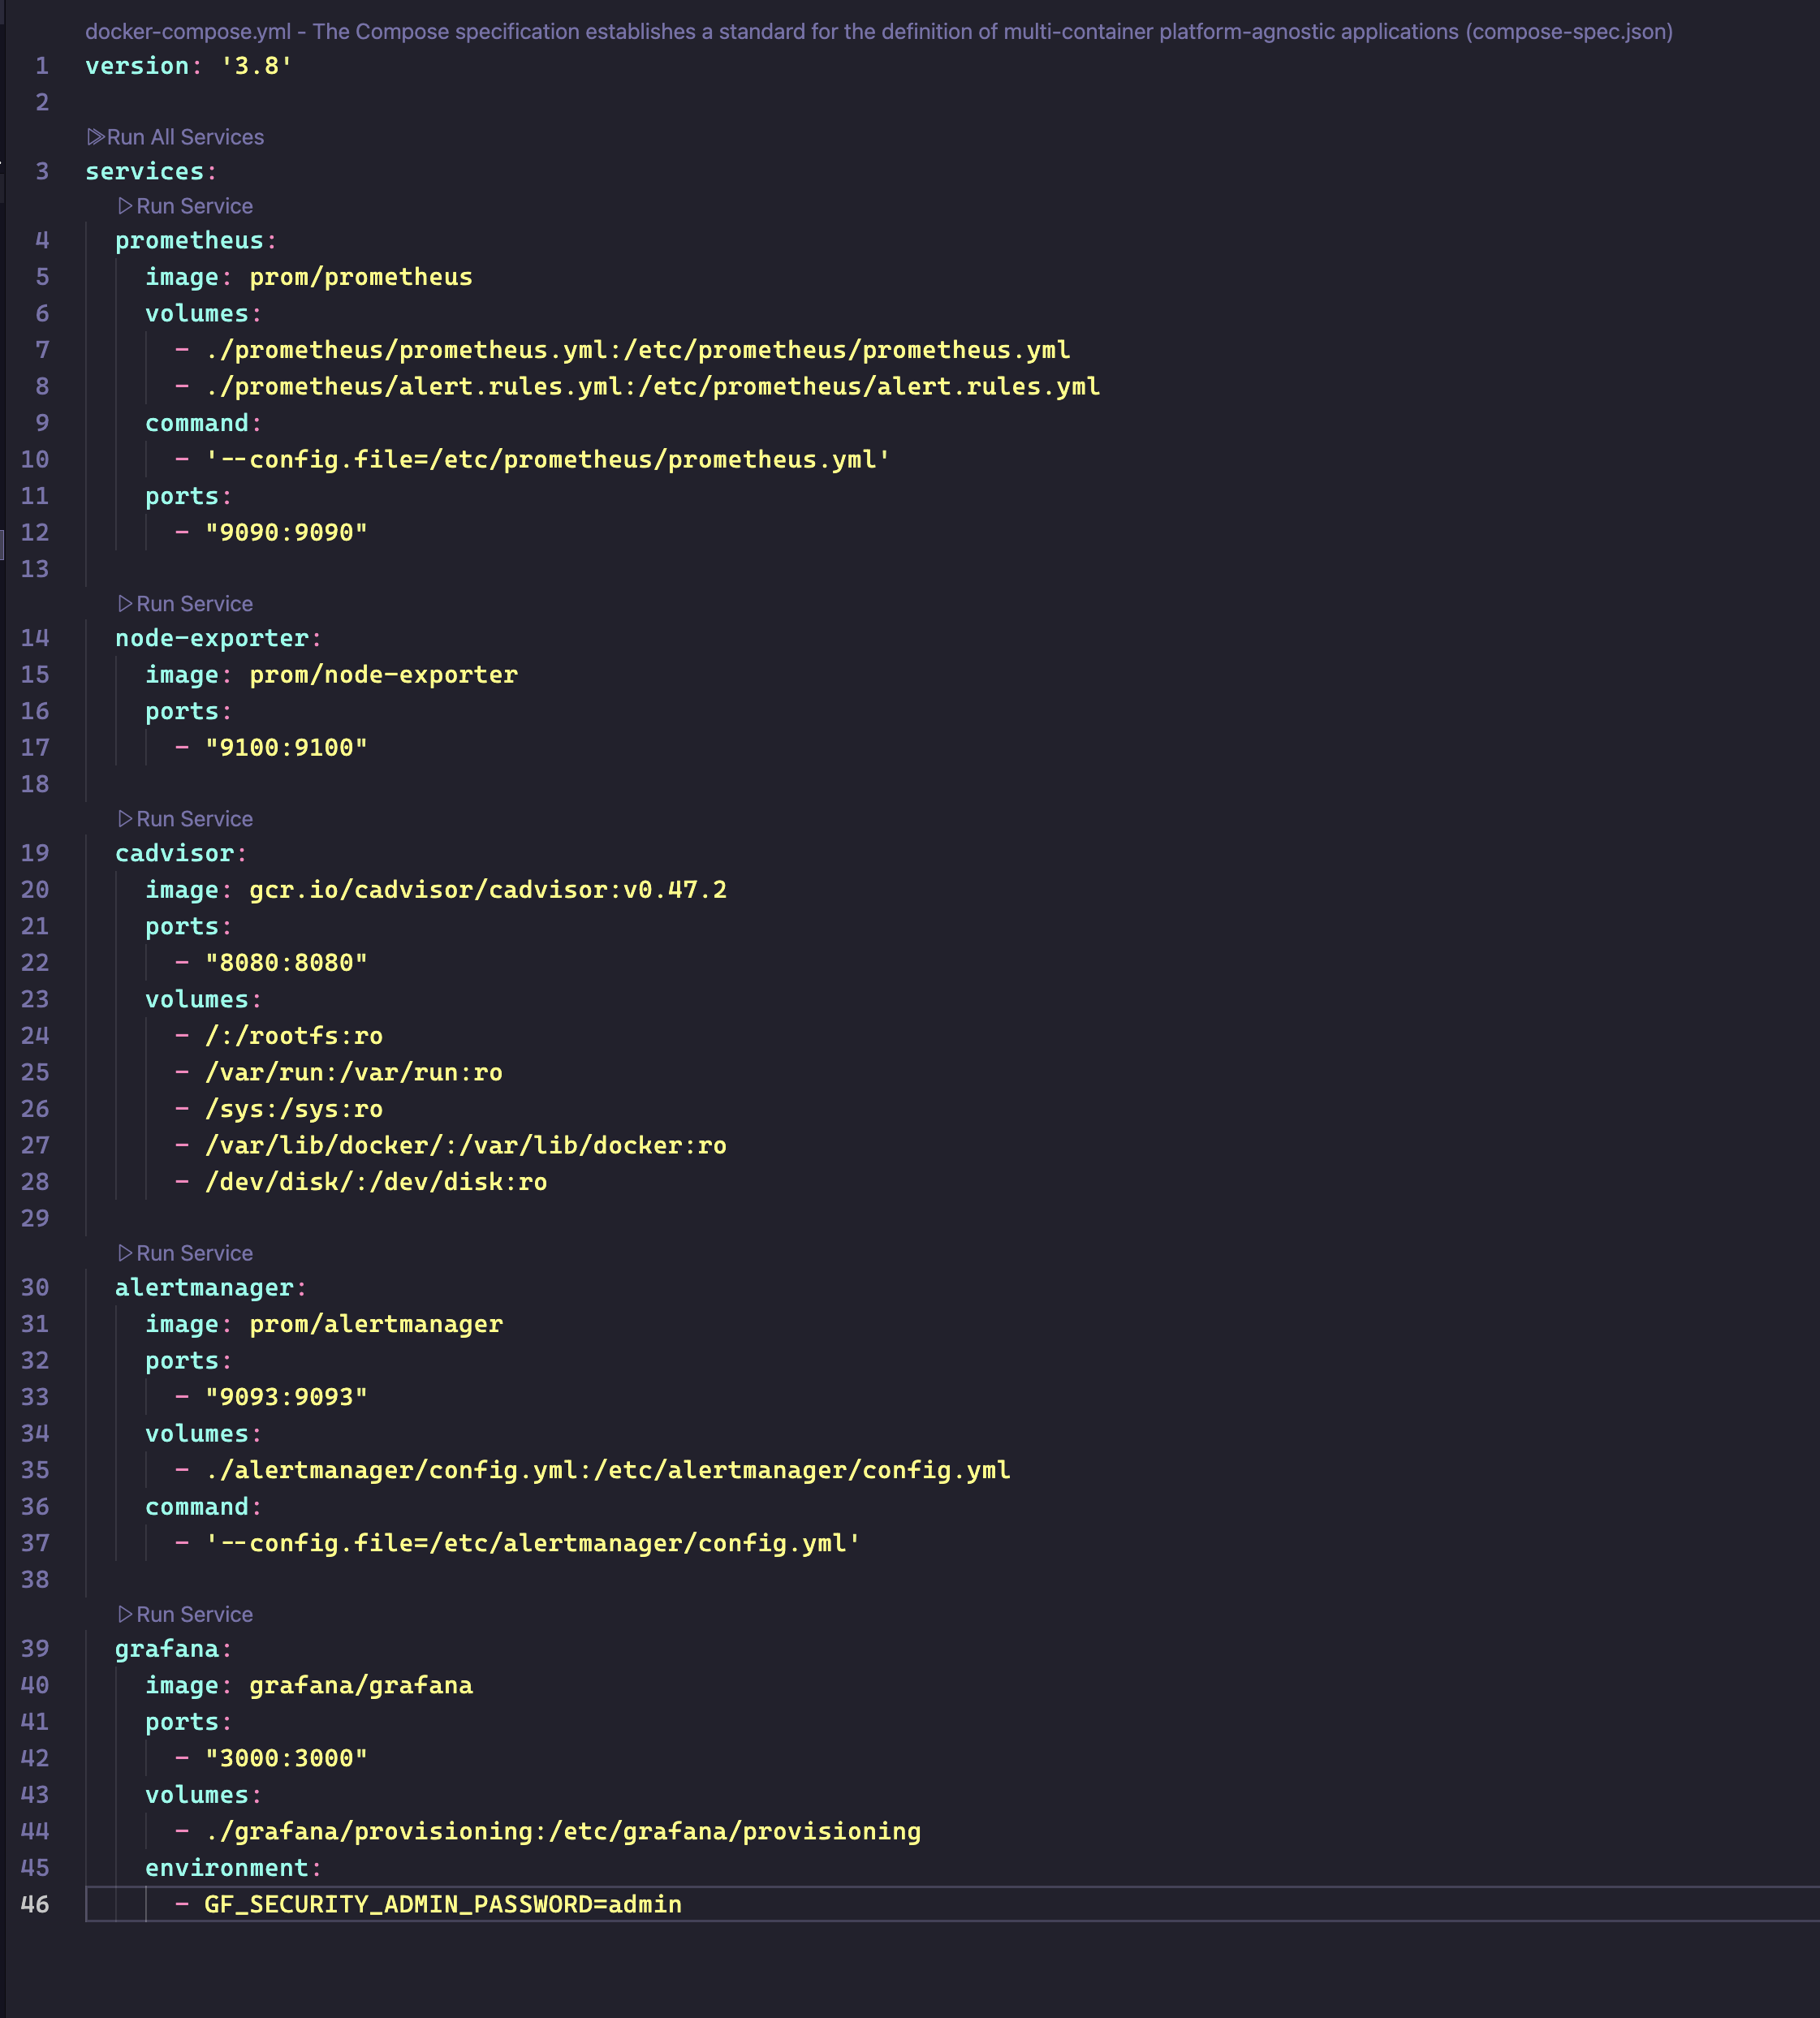 docker-compose.yml - The Compose specification establishes a standard for the definition of multi-container platform-agnostic applications (compose-spec.json)
1 version: '3.8'
2
Run All Services
3 services:
Run Service
4   prometheus:
5     image: prom/prometheus
6     volumes:
7       - ./prometheus/prometheus.yml:/etc/prometheus/prometheus.yml
8       - ./prometheus/alert.rules.yml:/etc/prometheus/alert.rules.yml
9     command:
10       - '--config.file=/etc/prometheus/prometheus.yml'
11     ports:
12       - "9090:9090"
13
Run Service
14   node-exporter:
15     image: prom/node-exporter
16     ports:
17       - "9100:9100"
18
Run Service
19   cadvisor:
20     image: gcr.io/cadvisor/cadvisor:v0.47.2
21     ports:
22       - "8080:8080"
23     volumes:
24       - /:/rootfs:ro
25       - /var/run:/var/run:ro
26       - /sys:/sys:ro
27       - /var/lib/docker/:/var/lib/docker:ro
28       - /dev/disk/:/dev/disk:ro
29
Run Service
30   alertmanager:
31     image: prom/alertmanager
32     ports:
33       - "9093:9093"
34     volumes:
35       - ./alertmanager/config.yml:/etc/alertmanager/config.yml
36     command:
37       - '--config.file=/etc/alertmanager/config.yml'
38
Run Service
39   grafana:
40     image: grafana/grafana
41     ports:
42       - "3000:3000"
43     volumes:
44       - ./grafana/provisioning:/etc/grafana/provisioning
45     environment:
46       - GF_SECURITY_ADMIN_PASSWORD=admin